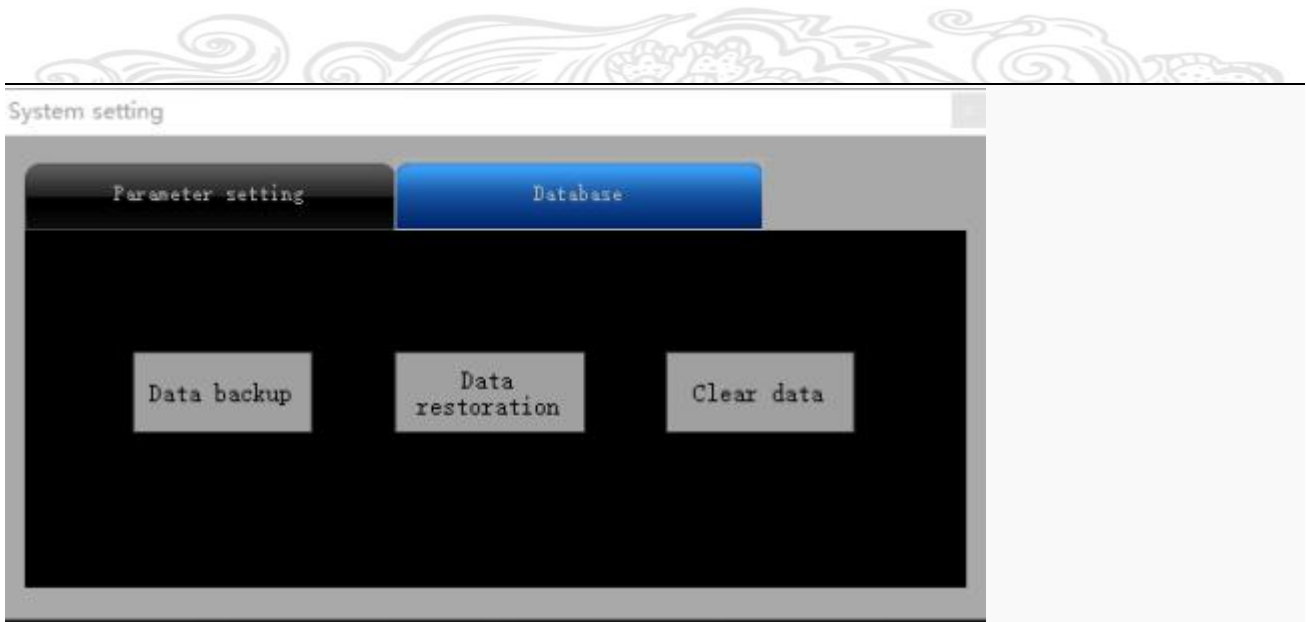 System setting
Parameter setting
Database
Data backup
Data
restoration
Clear data